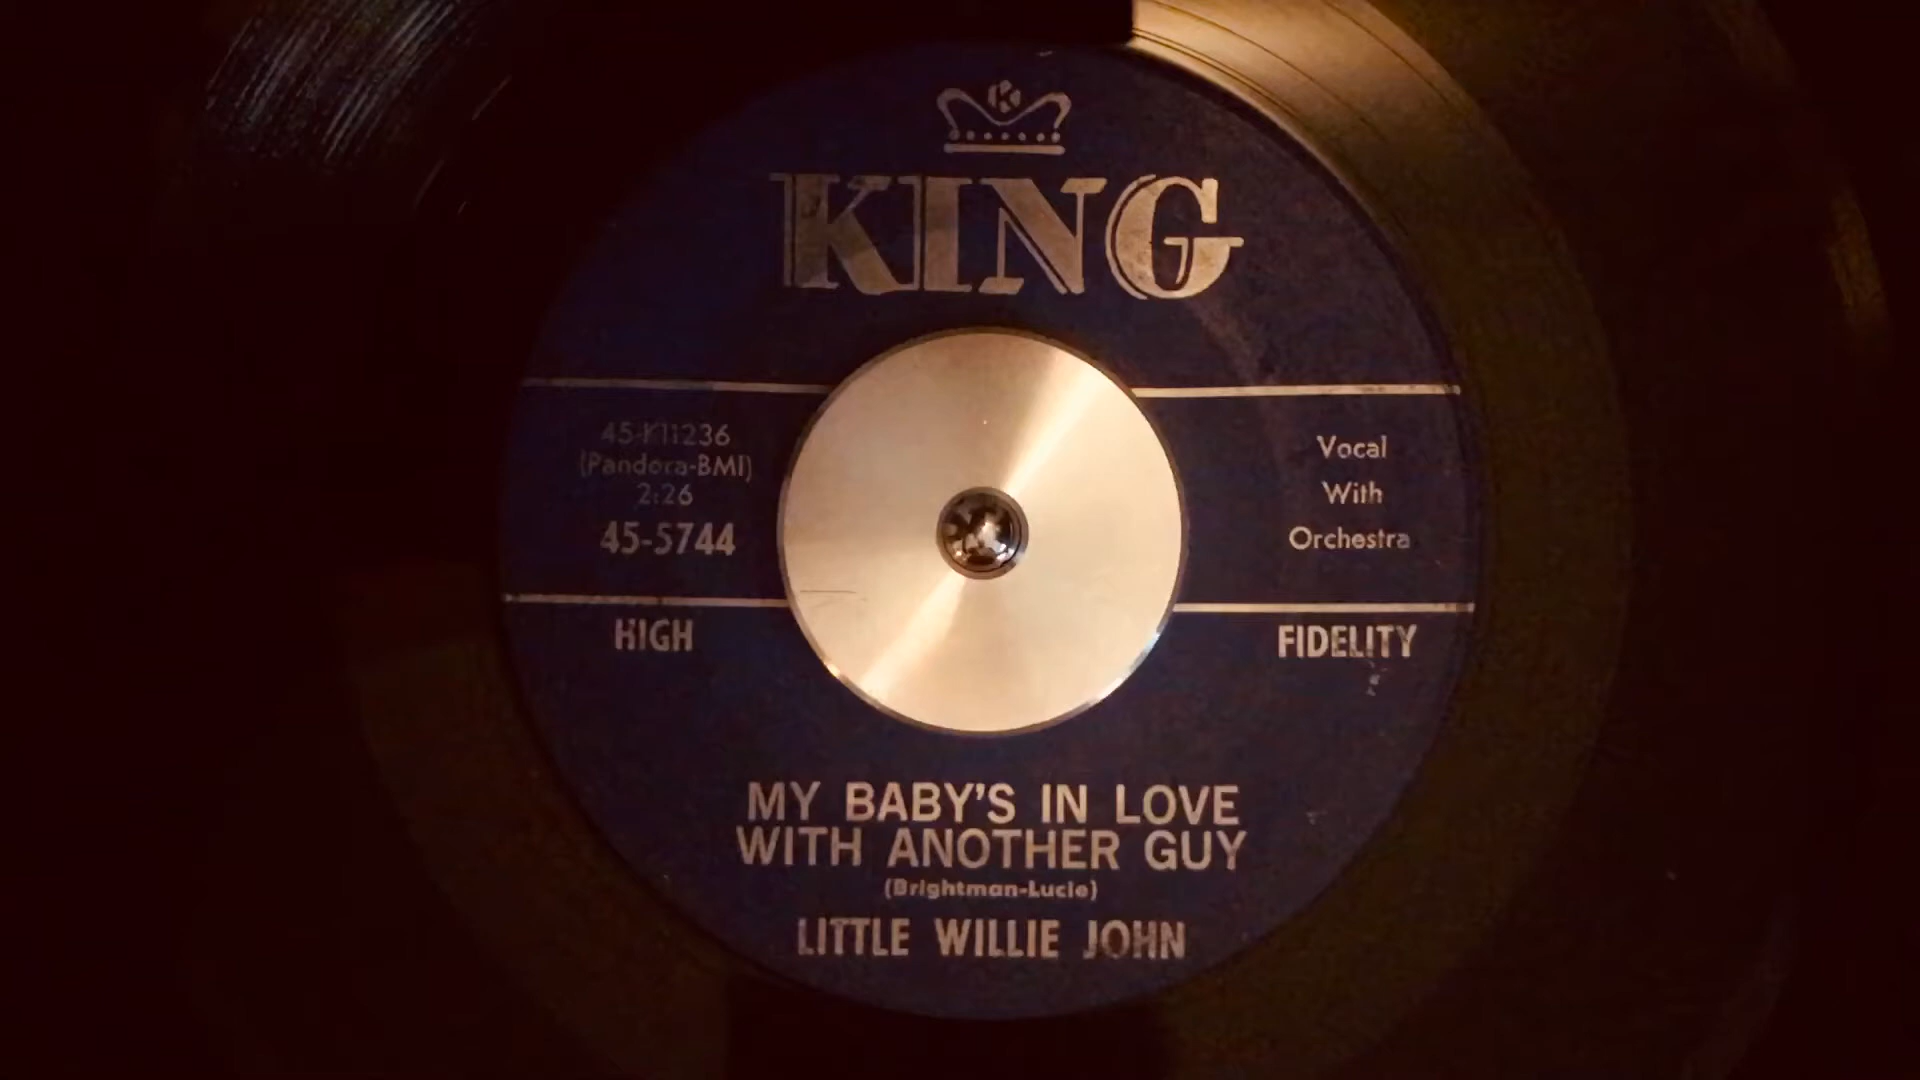 K
KING
45-K11236
(Pandora-BMI)
2:26
45-5744
Vocal
With
Orchestra
HIGH
FIDELITY
MY BABY'S IN LOVE
WITH ANOTHER GUY
(Brightman-Lucie)
LITTLE WILLIE JOHN